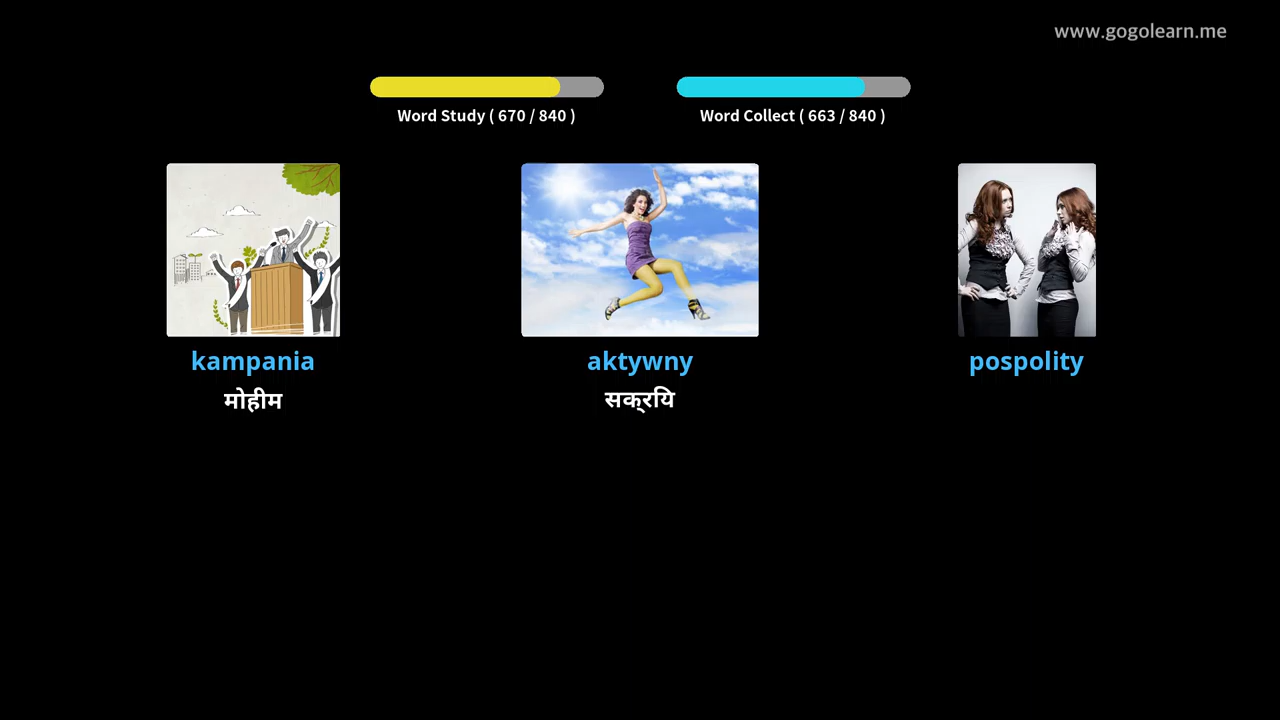 www.gogolearn.me
Word Study ( 670 / 840 )
Word Collect ( 663 / 840 )
kampania
aktywny
pospolity
मोहीम
सक्रयि